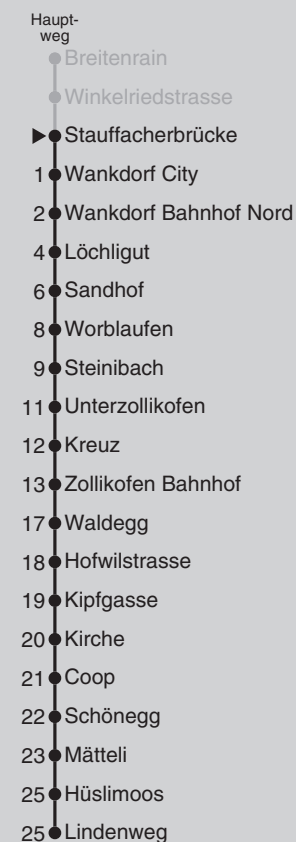 Haupt-
weg
Breitenrain
Winkelriedstrasse
Stauffacherbrücke
1 Wankdorf City
2 Wankdorf Bahnhof Nord
4 Löchligut
6 Sandhof
8 Worblaufen
9 Steinibach
11 Unterzollikofen
12 Kreuz
13 Zollikofen Bahnhof
17 Waldegg
18 Hofwilstrasse
19 Kipfgasse
20 Kirche
21 Coop
22 Schönegg
23 Mätteli
25 Hüslimoos
25 Lindenweg